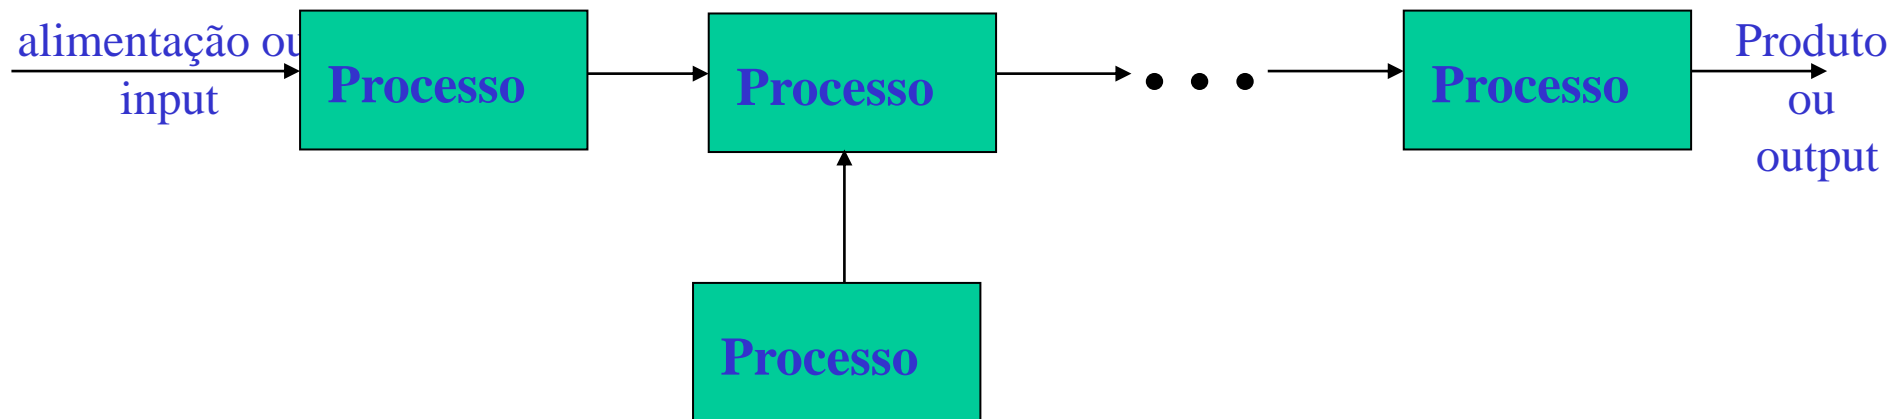 alimentação ou
input
Processo
Processo
• • •
Processo
Produto
ou
output
Processo